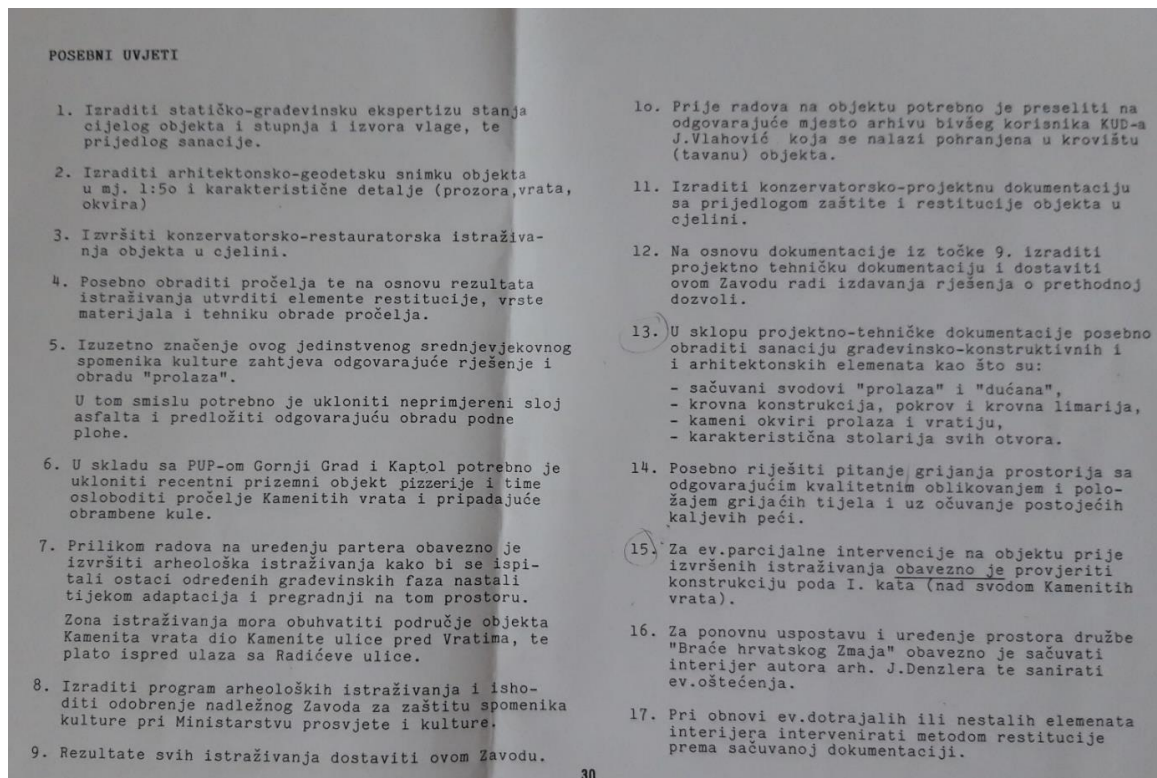 POSEBNI UVJETI
1. Izraditi statičko-građevinsku ekspertizu stanja
cijelog objekta i stupnja i izvora vlage, te
prijedlog sanacije.
2. Izraditi arhitektonsko-geodetsku snimku objekta
u mj. 1:5o i karakteristične detalje (prozora,vrata,
okvira)
3. Izvršiti konzervatorsko-restauratorska istraživa-
nja objekta u cjelini.
4. Posebno obraditi pročelja te na osnovu rezultata
istraživanja utvrditi elemente restitucije, vrste
materijala i tehniku obrade pročelja.
5. Izuzetno značenje ovog jedinstvenog srednjevjekovnog
spomenika kulture zahtjeva odgovarajuće rješenje i
obradu "prolaza".
U tom smislu potrebno je ukloniti neprimjereni sloj
asfalta i predložiti odgovarajuću obradu podne
plohe.
6. U skladu sa PUP-om Gornji Grad i Kaptol potrebno je
ukloniti recentni prizemni objekt pizzerije i time
osloboditi pročelje Kamenitih vrata i pripadajuće
obrambene kule.
7. Prilikom radova na uređenju partera obavezno je
izvršiti arheološka istraživanja kako bi se ispi-
tali ostaci određenih građevinskih faza nastali
tijekom adaptacija i pregradnji na tom prostoru.
Zona istraživanja mora obuhvatiti područje objekta
Kamenita vrata dio Kamenite ulice pred Vratima, te
plato ispred ulaza sa Radićeve ulice.
8. Izraditi program arheoloških istraživanja i isho-
diti odobrenje nadležnog Zavoda za zaštitu spomenika
kulture pri Ministarstvu prosvjete i kulture.
9. Rezultate svih istraživanja dostaviti ovom Zavodu.
1o. Prije radova na objektu potrebno je preseliti na
odgovarajuće mjesto arhivu bivšeg korisnika KUD-a
J.Vlahović koja se nalazi pohranjena u krovištu
(tavanu) objekta.
11. Izraditi konzervatorsko-projektnu dokumentaciju
sa prijedlogom zaštite i restitucije objekta u
cjelini.
12. Na osnovu dokumentacije iz točke 9. izraditi
projektno tehničku dokumentaciju i dostaviti
ovom Zavodu radi izdavanja rješenja o prethodnoj
dozvoli.
13. U sklopu projektno-tehničke dokumentacije posebno
obraditi sanaciju građevinsko-konstruktivnih i
i arhitektonskih elemenata kao što su:
- sačuvani svodovi "prolaza" i "dućana",
- krovna konstrukcija, pokrov i krovna limarija,
- kameni okviri prolaza i vratiju,
- karakteristična stolarija svih otvora.
14. Posebno riješiti pitanje grijanja prostorija sa
odgovarajućim kvalitetnim oblikovanjem i polo-
žajem grijaćih tijela i uz očuvanje postojećih
kaljevih peći.
15. Za ev.parcijalne intervencije na objektu prije
izvršenih istraživanja obavezno je provjeriti
konstrukciju poda I. kata (nad svodom Kamenitih
vrata).
16. Za ponovnu uspostavu i uređenje prostora družbe
"Braće hrvatskog Zmaja" obavezno je sačuvati
interijer autora arh. J.Denzlera te sanirati
ev.oštećenja.
17. Pri obnovi ev.dotrajalih ili nestalih elemenata
interijera intervenirati metodom restitucije
prema sačuvanoj dokumentaciji.
30